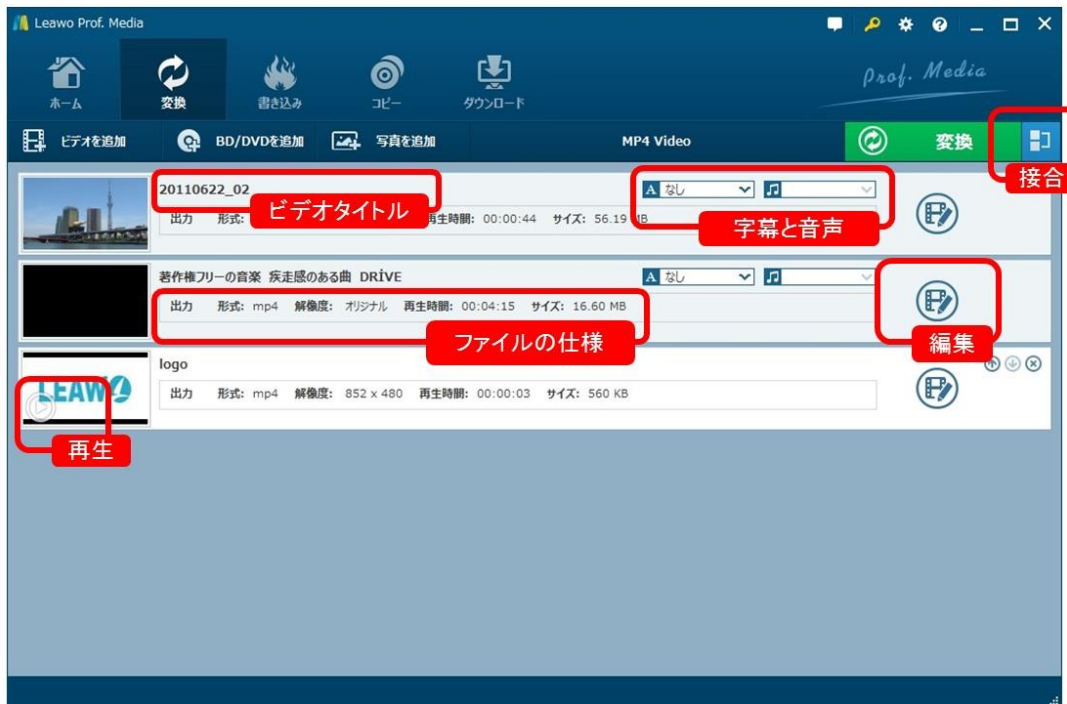 Leawo Prof. Media
ホーム
変換
書き込み
コピー
ダウンロード
Prof. Media
ビデオを追加
BD/DVDを追加
写真を追加
MP4 Video
変換
接合
20110622_02
A なし
ビデオタイトル
字幕と音声
出力 形式: 再生時間: 00:00:44 サイズ: 56.19 MB
著作権フリーの音楽 疾走感のある曲 DRİVE
A なし
出力 形式: mp4 解像度: オリジナル 再生時間: 00:04:15 サイズ: 16.60 MB
ファイルの仕様
編集
logo
LEAWO
出力 形式: mp4 解像度: 852 x 480 再生時間: 00:00:03 サイズ: 560 KB
再生